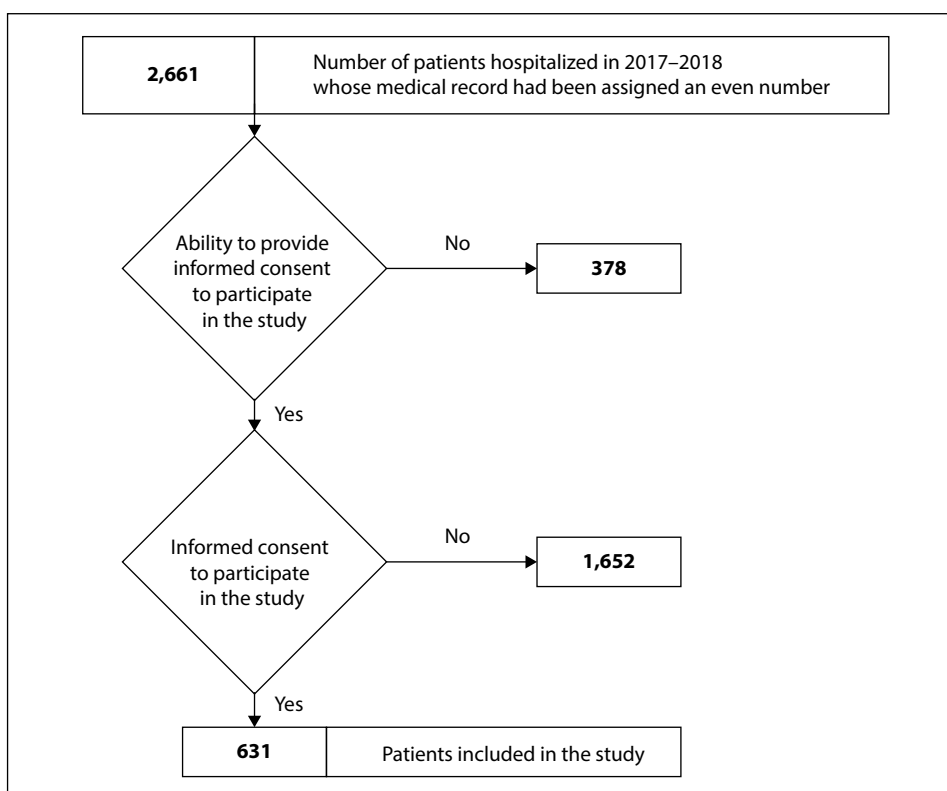 2,661
Number of patients hospitalized in 2017–2018
whose medical record had been assigned an even number
Ability to provide
informed consent
to participate
in the study
No
378
Yes
Informed consent
to participate
in the study
No
1,652
Yes
631
Patients included in the study